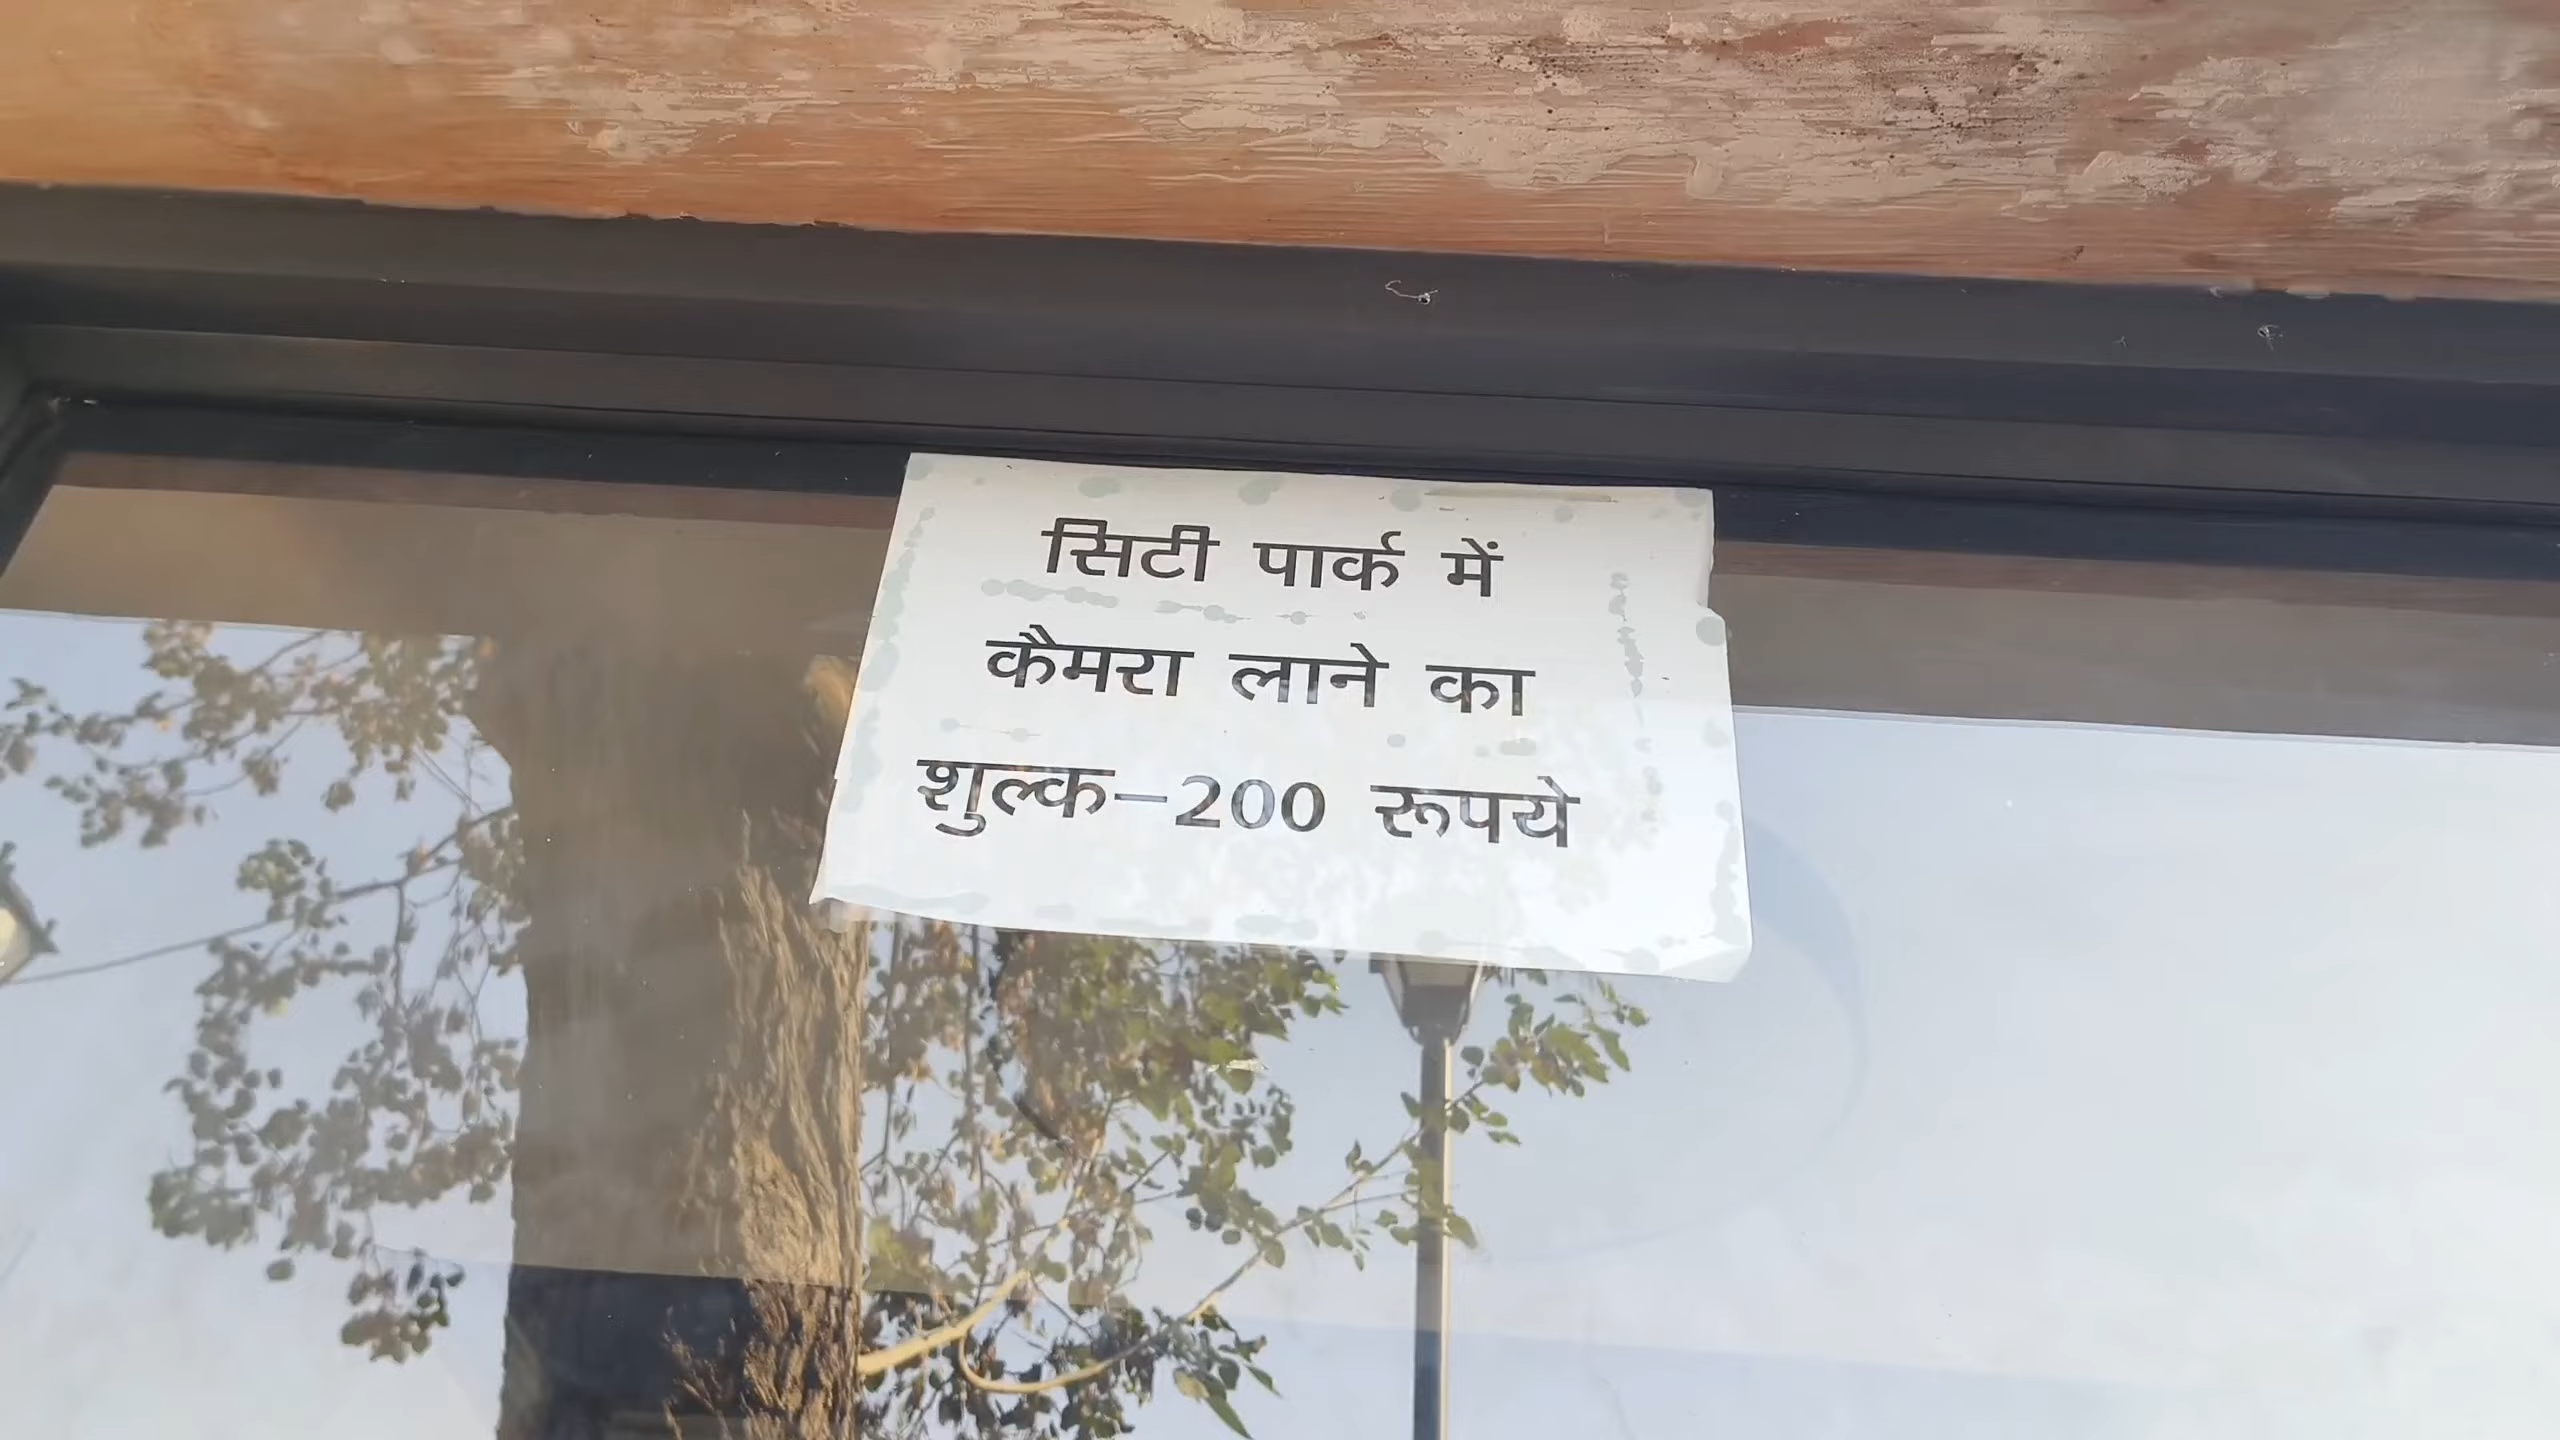 सिटी पार्क में
कैमरा लाने का
शुल्क–200 रूपये